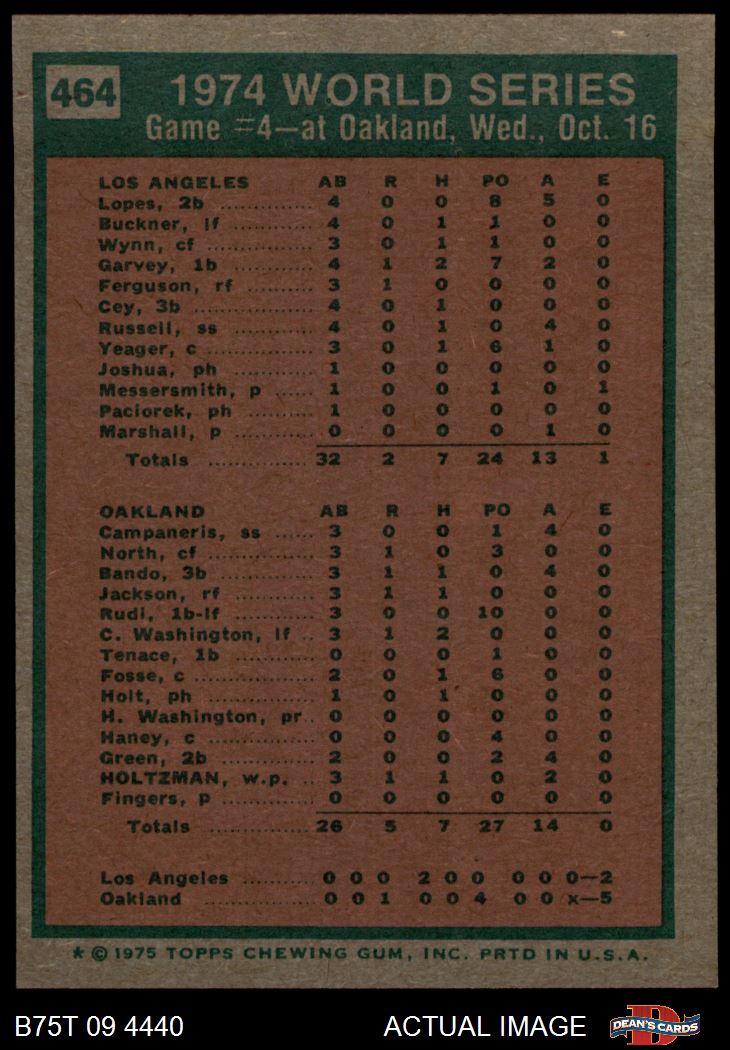 464 1974 WORLD SERIES
Game #4—at Oakland, Wed., Oct. 16
LOS ANGELES AB R H PO A E
Lopes, 2b ............ 4 0 0 8 5 0
Buckner, lf ............ 4 0 1 1 0 0
Wynn, cf ............ 3 0 1 1 0 0
Garvey, 1b ............ 4 1 2 7 2 0
Ferguson, rf ......... 3 1 0 0 0 0
Cey, 3b ............ 4 0 1 0 0 0
Russell, ss ......... 4 0 1 0 4 0
Yeager, c ............ 3 0 1 6 1 0
Joshua, ph ......... 1 0 0 0 0 0
Messersmith, p ...... 1 0 0 1 0 1
Paciorek, ph ......... 1 0 0 0 0 0
Marshall, p ......... 0 0 0 0 1 0
Totals ............ 32 2 7 24 13 1
OAKLAND AB R H PO A E
Campaneris, ss ...... 3 0 0 1 4 0
North, cf ............ 3 1 0 3 0 0
Bando, 3b ............ 3 1 1 0 4 0
Jackson, rf ......... 3 1 1 0 0 0
Rudi, 1b-lf ......... 3 0 0 10 0 0
C. Washington, lf .. 3 1 2 0 0 0
Tenace, 1b ......... 0 0 0 1 0 0
Fosse, c ............ 2 0 1 6 0 0
Holt, ph ............ 1 0 1 0 0 0
H. Washington, pr.. 0 0 0 0 0 0
Haney, c ............ 0 0 0 4 0 0
Green, 2b ............ 2 0 0 2 4 0
HOLTZMAN, w.p. .. 3 1 1 0 2 0
Fingers, p ............ 0 0 0 0 0 0
Totals ............ 26 5 7 27 14 0
Los Angeles ......... 0 0 0 2 0 0 0 0 0—2
Oakland ............ 0 0 1 0 0 4 0 0 x—5
* © 1975 TOPPS CHEWING GUM, INC. PRTD IN U.S.A.
B75T 09 4440 ACTUAL IMAGE DEAN'S CARDS